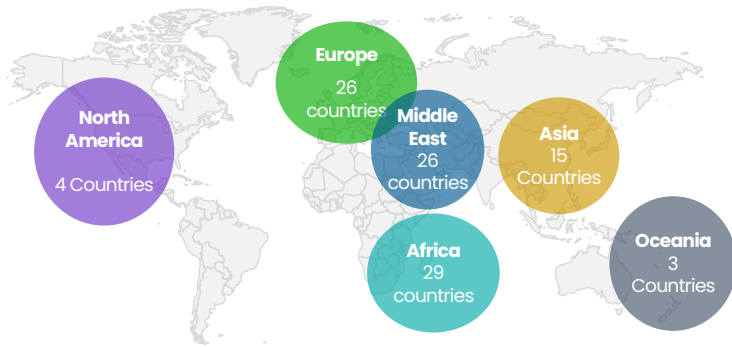 North
America
4 Countries
Europe
26
countries
Middle
East
26
countries
Africa
29
countries
Asia
15
Countries
Oceania
3
Countries